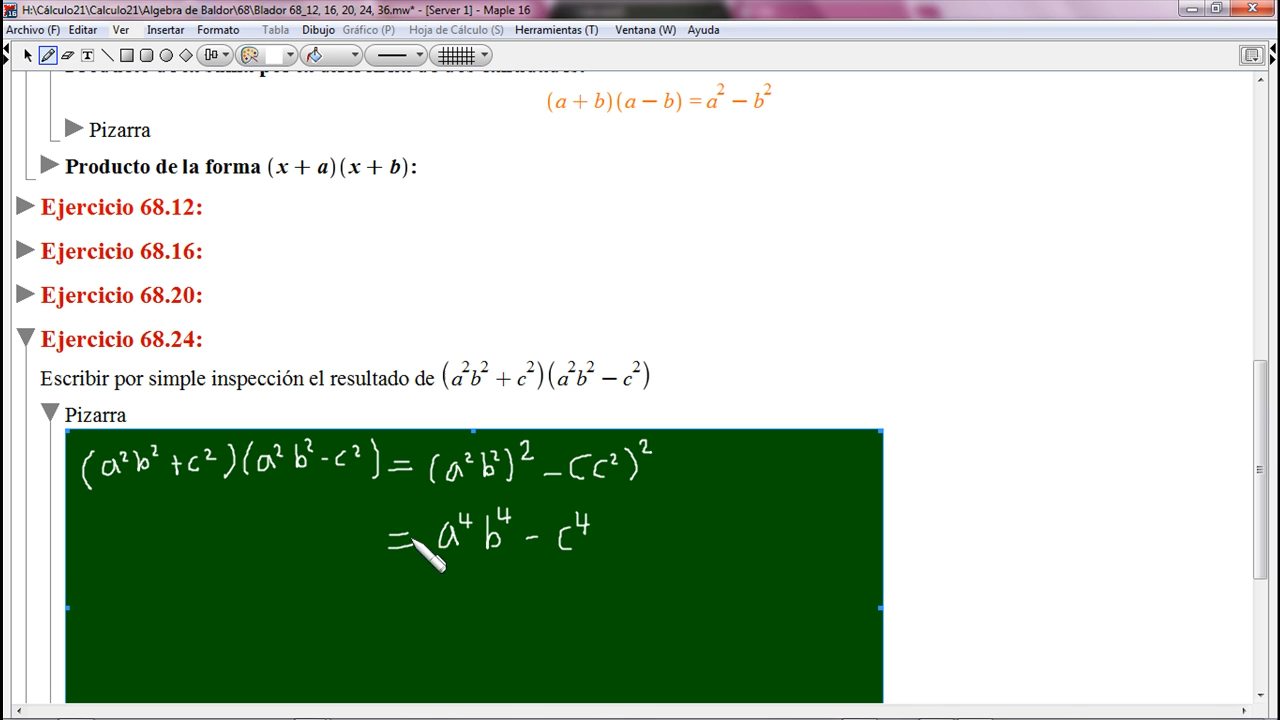 H:\Cálculo21\Calculo21\Algebra de Baldor\68\Blador 68_12, 16, 20, 24, 36.mw* - [Server 1] - Maple 16
Archivo (F) Editar Ver Insertar Formato Tabla Dibujo Gráfico (P) Hoja de Cálculo (S) Herramientas (T) Ventana (W) Ayuda
(a + b)(a − b) = a² − b²
Pizarra
Producto de la forma (x + a)(x + b):
Ejercicio 68.12:
Ejercicio 68.16:
Ejercicio 68.20:
Ejercicio 68.24:
Escribir por simple inspección el resultado de (a²b² + c²)(a²b² − c²)
Pizarra
(a²b² + c²)(a²b² - c²) = (a²b²)² − (c²)²
= a⁴b⁴ - c⁴